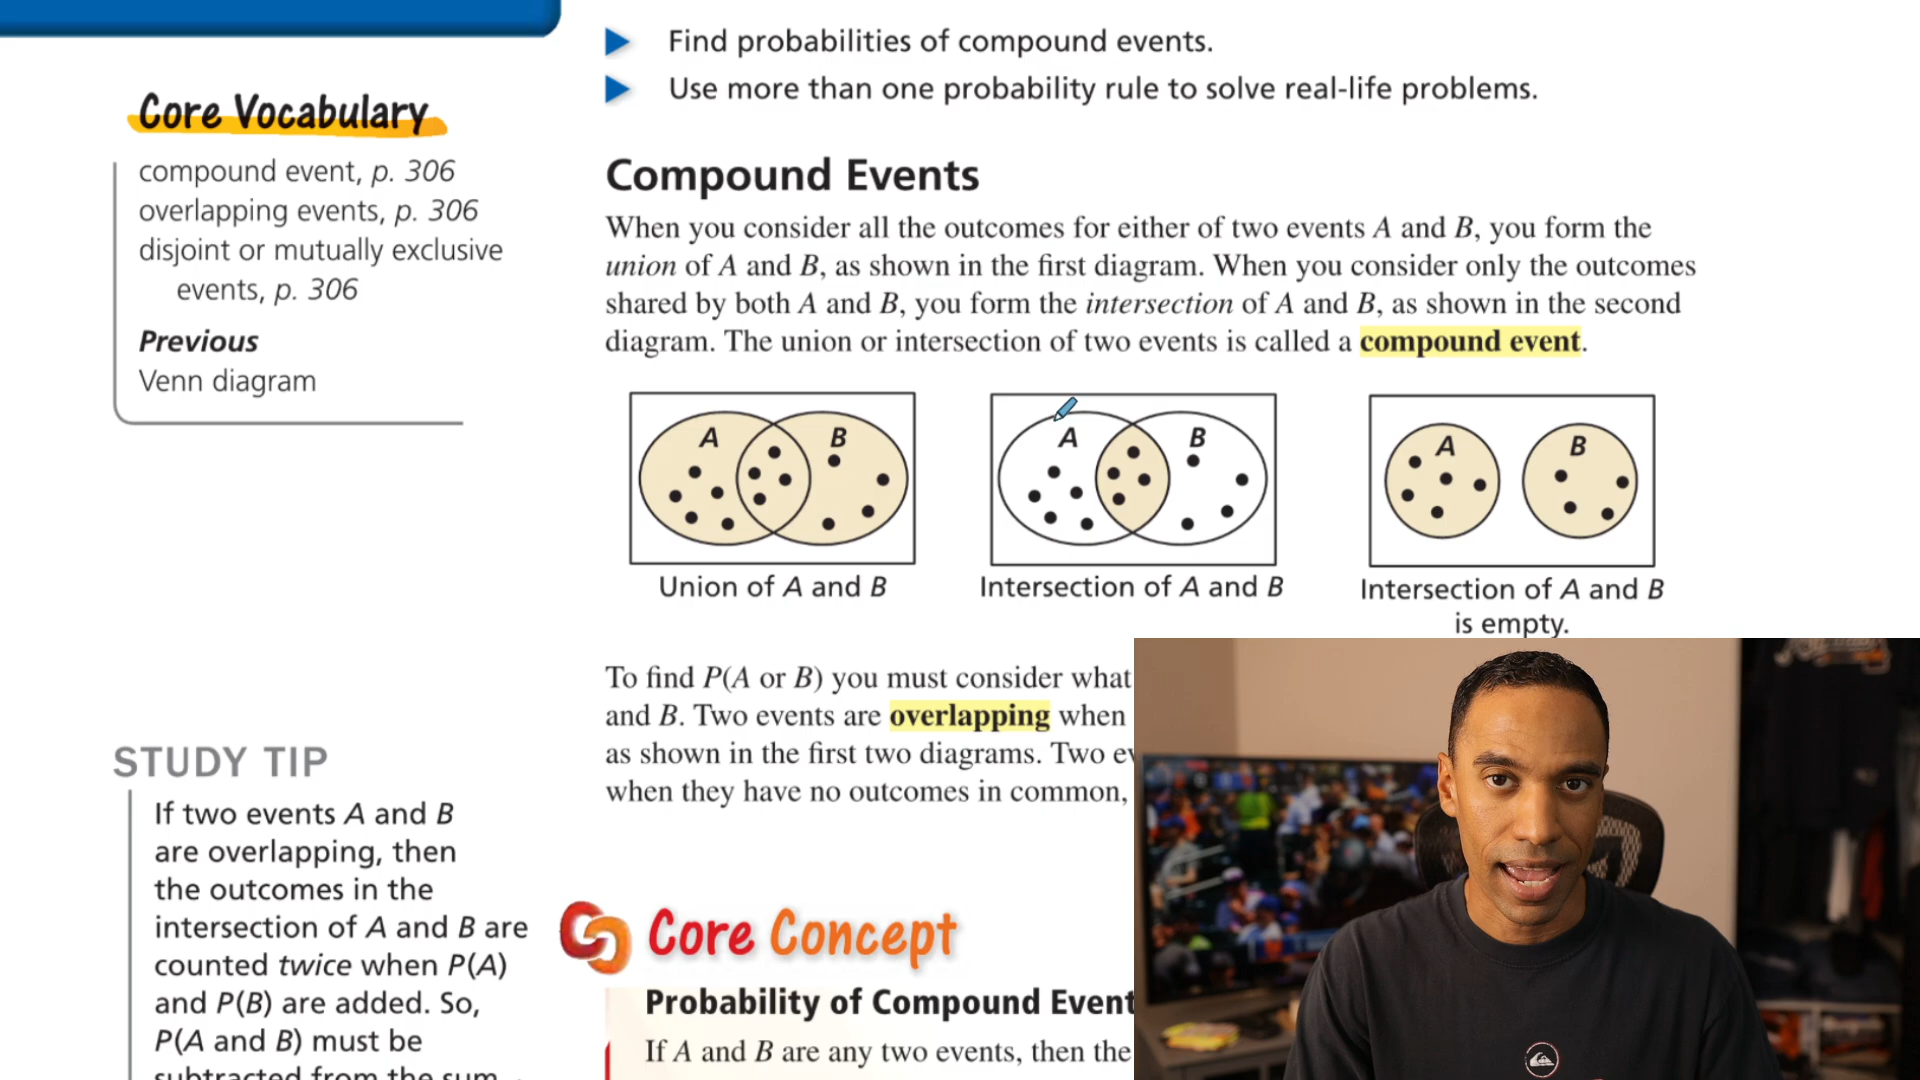 Find probabilities of compound events.
Use more than one probability rule to solve real-life problems.
Core Vocabulary
compound event, p. 306
overlapping events, p. 306
disjoint or mutually exclusive
events, p. 306
Previous
Venn diagram
Compound Events
When you consider all the outcomes for either of two events A and B, you form the
union of A and B, as shown in the first diagram. When you consider only the outcomes
shared by both A and B, you form the intersection of A and B, as shown in the second
diagram. The union or intersection of two events is called a compound event.
A B
A B
A B
Union of A and B
Intersection of A and B
Intersection of A and B
is empty.
To find P(A or B) you must consider what
and B. Two events are overlapping when
as shown in the first two diagrams. Two ev
when they have no outcomes in common,
STUDY TIP
If two events A and B
are overlapping, then
the outcomes in the
intersection of A and B are
counted twice when P(A)
and P(B) are added. So,
P(A and B) must be
subtracted from the sum
Core Concept
Probability of Compound Event
If A and B are any two events, then the